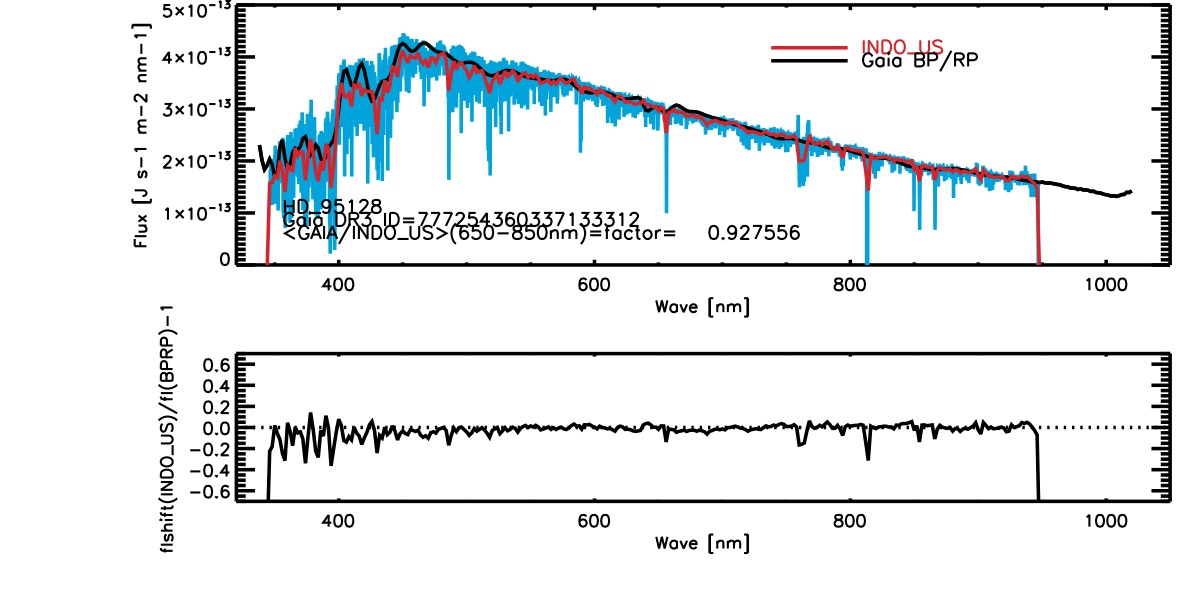 5×10−13
4×10−13
3×10−13
2×10−13
1×10−13
0
Flux [J s−1 m−2 nm−1]
INDO_US
Gaia BP/RP
HD_95128
Gaia DR3 ID=777254360337133312
<GAIA/INDO_US>(650−850nm)=factor= 0.927556
400 600 800 1000
Wave [nm]
flshift(INDO_US)/fl(BPRP)−1
0.6
0.4
0.2
0.0
−0.2
−0.4
−0.6
400 600 800 1000
Wave [nm]